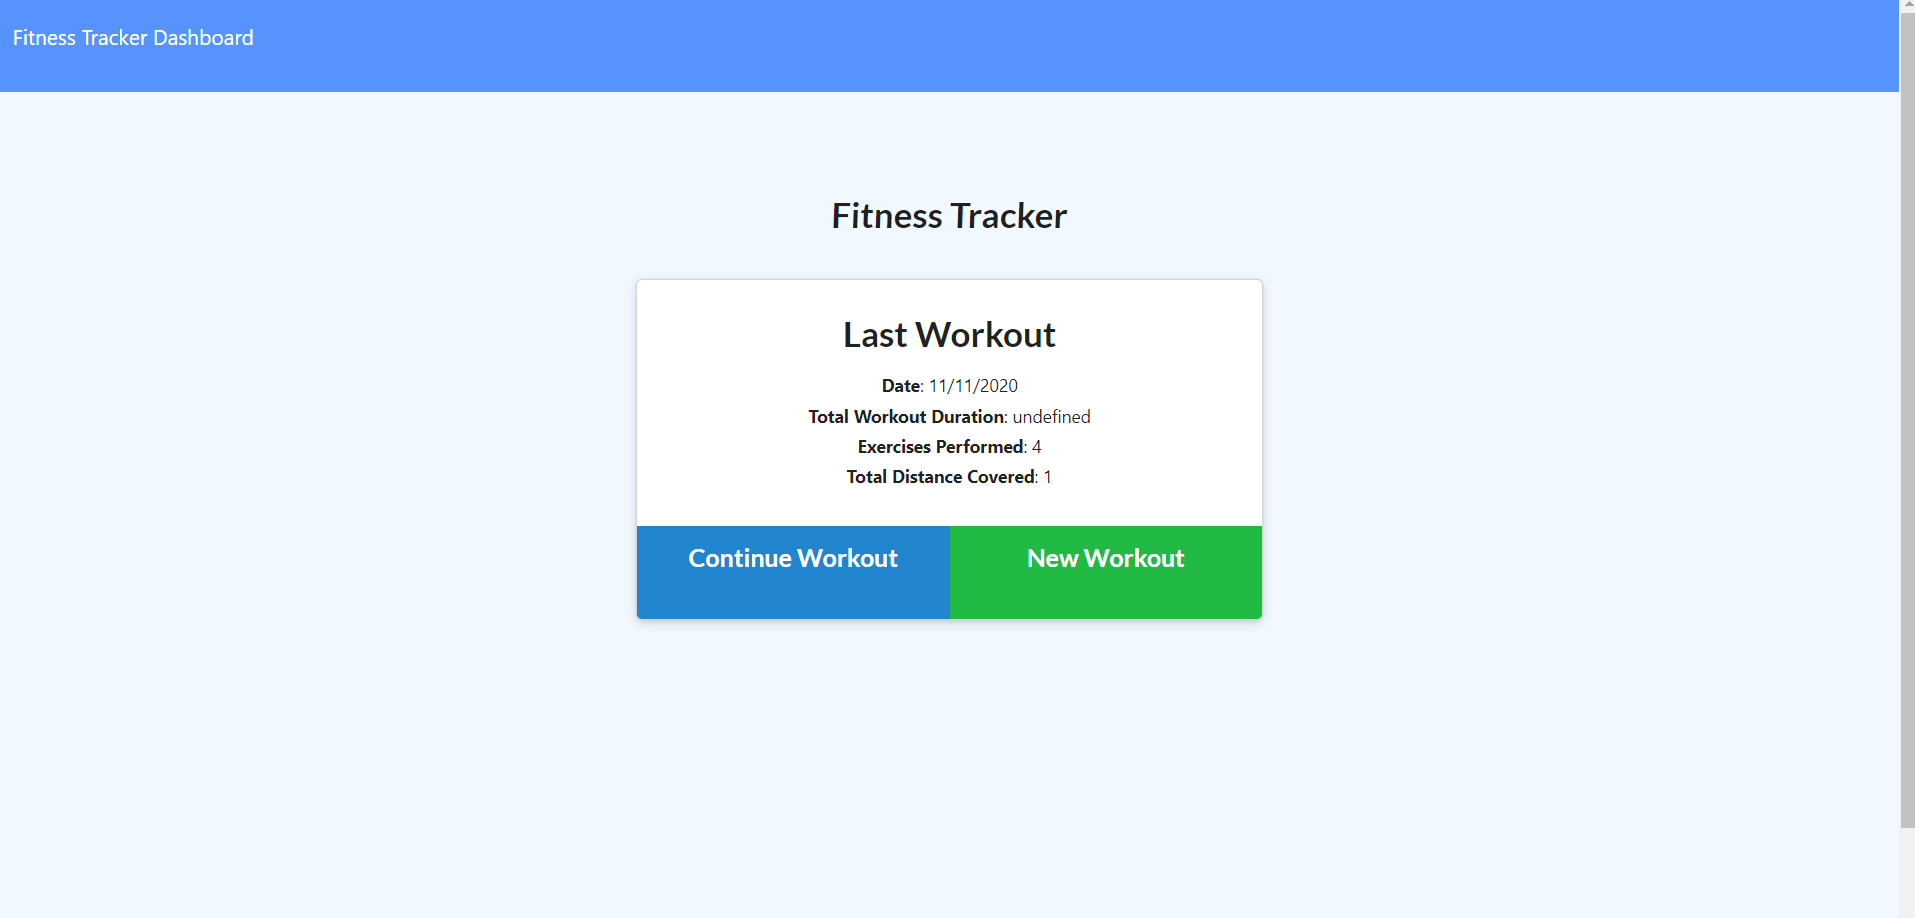 Fitness Tracker Dashboard
Fitness Tracker
Last Workout
Date: 11/11/2020
Total Workout Duration: undefined
Exercises Performed: 4
Total Distance Covered: 1
Continue Workout
New Workout